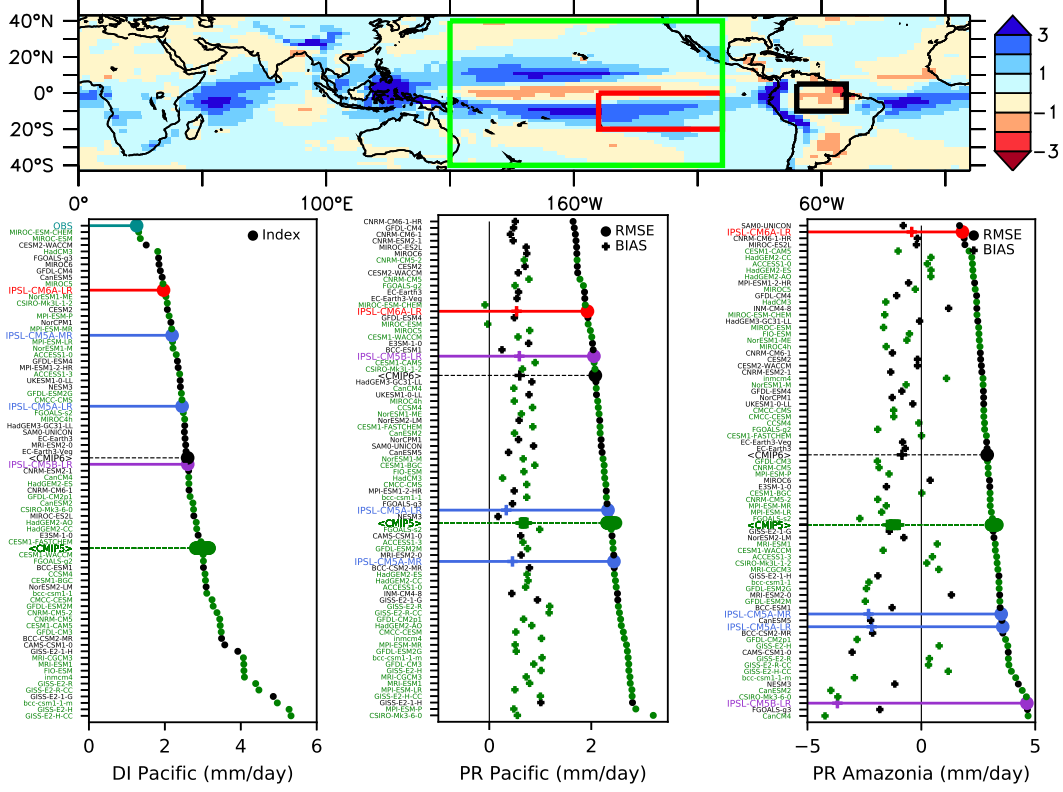 40°N
20°N
0°
20°S
40°S
3
1
−1
−3
0°
100°E
160°W
60°W
OBS
MIROC-ESM-CHEM
MIROC-ESM
CESM2-WACCM
HadCM3
FGOALS-g3
MIROC6
GFDL-CM4
CanESM5
MIROC5
IPSL-CM6A-LR
NorESM1-ME
CSIRO-Mk3L-1-2
CESM2
MPI-ESM-P
NorCPM1
MPI-ESM-MR
IPSL-CM5A-MR
MPI-ESM-LR
NorESM1-M
ACCESS1-0
GFDL-ESM4
MPI-ESM1-2-HR
ACCESS1-3
UKESM1-0-LL
NESM3
GFDL-ESM2G
CMCC-CMS
IPSL-CM5A-LR
FGOALS-s2
MIROC4h
HadGEM3-GC31-LL
SAM0-UNICON
EC-Earth3
MRI-ESM2-0
EC-Earth3-Veg
<CMIP6>
IPSL-CM5B-LR
CNRM-ESM2-1
CanCM4
HadGEM2-ES
CNRM-CM6-1
GFDL-CM2p1
CanESM2
CSIRO-Mk3-6-0
MIROC-ES2L
HadGEM2-AO
HadGEM2-CC
E3SM-1-0
CESM1-FASTCHEM
<CMIP5>
CESM1-WACCM
FGOALS-g2
BCC-ESM1
CCSM4
CESM1-BGC
NorESM2-LM
bcc-csm1-1
CMCC-CESM
GFDL-ESM2M
CNRM-CM5-2
CNRM-CM5
CESM1-CAM5
GFDL-CM3
BCC-CSM2-MR
CAMS-CSM1-0
GISS-E2-1-H
MRI-CGCM3
MRI-ESM1
FIO-ESM
inmcm4
GISS-E2-R
GISS-E2-R-CC
GISS-E2-1-G
bcc-csm1-1-m
GISS-E2-H
GISS-E2-H-CC
Index
0 2 4 6
DI Pacific (mm/day)
CNRM-CM6-1-HR
GFDL-CM4
CNRM-CM6-1
CNRM-ESM2-1
MIROC-ES2L
MIROC6
CNRM-CM5-2
CESM2
CESM2-WACCM
CNRM-CM5
FGOALS-g2
EC-Earth3
EC-Earth3-Veg
MIROC-ESM-CHEM
IPSL-CM6A-LR
GFDL-ESM4
MIROC-ESM
MIROC5
CESM1-WACCM
E3SM-1-0
BCC-ESM1
IPSL-CM5B-LR
CESM1-CAM5
CSIRO-Mk3L-1-2
<CMIP6>
HadGEM3-GC31-LL
CanCM4
UKESM1-0-LL
MIROC4h
CCSM4
NorESM1-ME
NorESM2-LM
CESM1-FASTCHEM
CanESM2
NorCPM1
SAM0-UNICON
CanESM5
NorESM1-M
CESM1-BGC
FIO-ESM
HadCM3
CMCC-CMS
MPI-ESM1-2-HR
bcc-csm1-1
FGOALS-g3
IPSL-CM5A-LR
NESM3
<CMIP5>
FGOALS-s2
CAMS-CSM1-0
ACCESS1-3
GFDL-ESM2M
MRI-ESM2-0
IPSL-CM5A-MR
BCC-CSM2-MR
HadGEM2-ES
HadGEM2-CC
ACCESS1-0
INM-CM4-8
GISS-E2-1-G
GISS-E2-R
GISS-E2-R-CC
GFDL-CM2p1
HadGEM2-AO
CMCC-CESM
inmcm4
MPI-ESM-MR
GFDL-ESM2G
bcc-csm1-1-m
GFDL-CM3
GISS-E2-H
MRI-CGCM3
MRI-ESM1
MPI-ESM-LR
GISS-E2-H-CC
GISS-E2-1-H
MPI-ESM-P
CSIRO-Mk3-6-0
RMSE
BIAS
0 2
PR Pacific (mm/day)
SAM0-UNICON
IPSL-CM6A-LR
CNRM-CM6-1-HR
MIROC-ES2L
CESM1-CAM5
HadGEM2-CC
ACCESS1-0
HadGEM2-ES
HadGEM2-AO
MPI-ESM1-2-HR
MIROC5
GFDL-CM4
HadCM3
INM-CM4-8
MIROC-ESM-CHEM
HadGEM3-GC31-LL
MIROC-ESM
FIO-ESM
NorESM1-ME
MIROC4h
CNRM-CM6-1
CESM2
CESM2-WACCM
CNRM-ESM2-1
inmcm4
NorESM1-M
GFDL-ESM4
NorCPM1
UKESM1-0-LL
CMCC-CMS
CMCC-CESM
CCSM4
FGOALS-g2
CESM1-FASTCHEM
EC-Earth3-Veg
EC-Earth3
<CMIP6>
GFDL-CM3
CNRM-CM5
MPI-ESM-P
MIROC6
E3SM-1-0
CESM1-BGC
CNRM-CM5-2
MPI-ESM-MR
MPI-ESM-LR
FGOALS-s2
<CMIP5>
GISS-E2-1-G
NorESM2-LM
MRI-ESM1
CESM1-WACCM
ACCESS1-3
CSIRO-Mk3L-1-2
MRI-CGCM3
GISS-E2-1-H
bcc-csm1-1
GFDL-ESM2G
MRI-ESM2-0
GFDL-ESM2M
BCC-ESM1
IPSL-CM5A-MR
CanESM5
IPSL-CM5A-LR
BCC-CSM2-MR
GFDL-CM2p1
GISS-E2-H
CAMS-CSM1-0
GISS-E2-R
GISS-E2-R-CC
GISS-E2-H-CC
bcc-csm1-1-m
NESM3
CanESM2
CSIRO-Mk3-6-0
IPSL-CM5B-LR
FGOALS-g3
CanCM4
RMSE
BIAS
−5 0 5
PR Amazonia (mm/day)